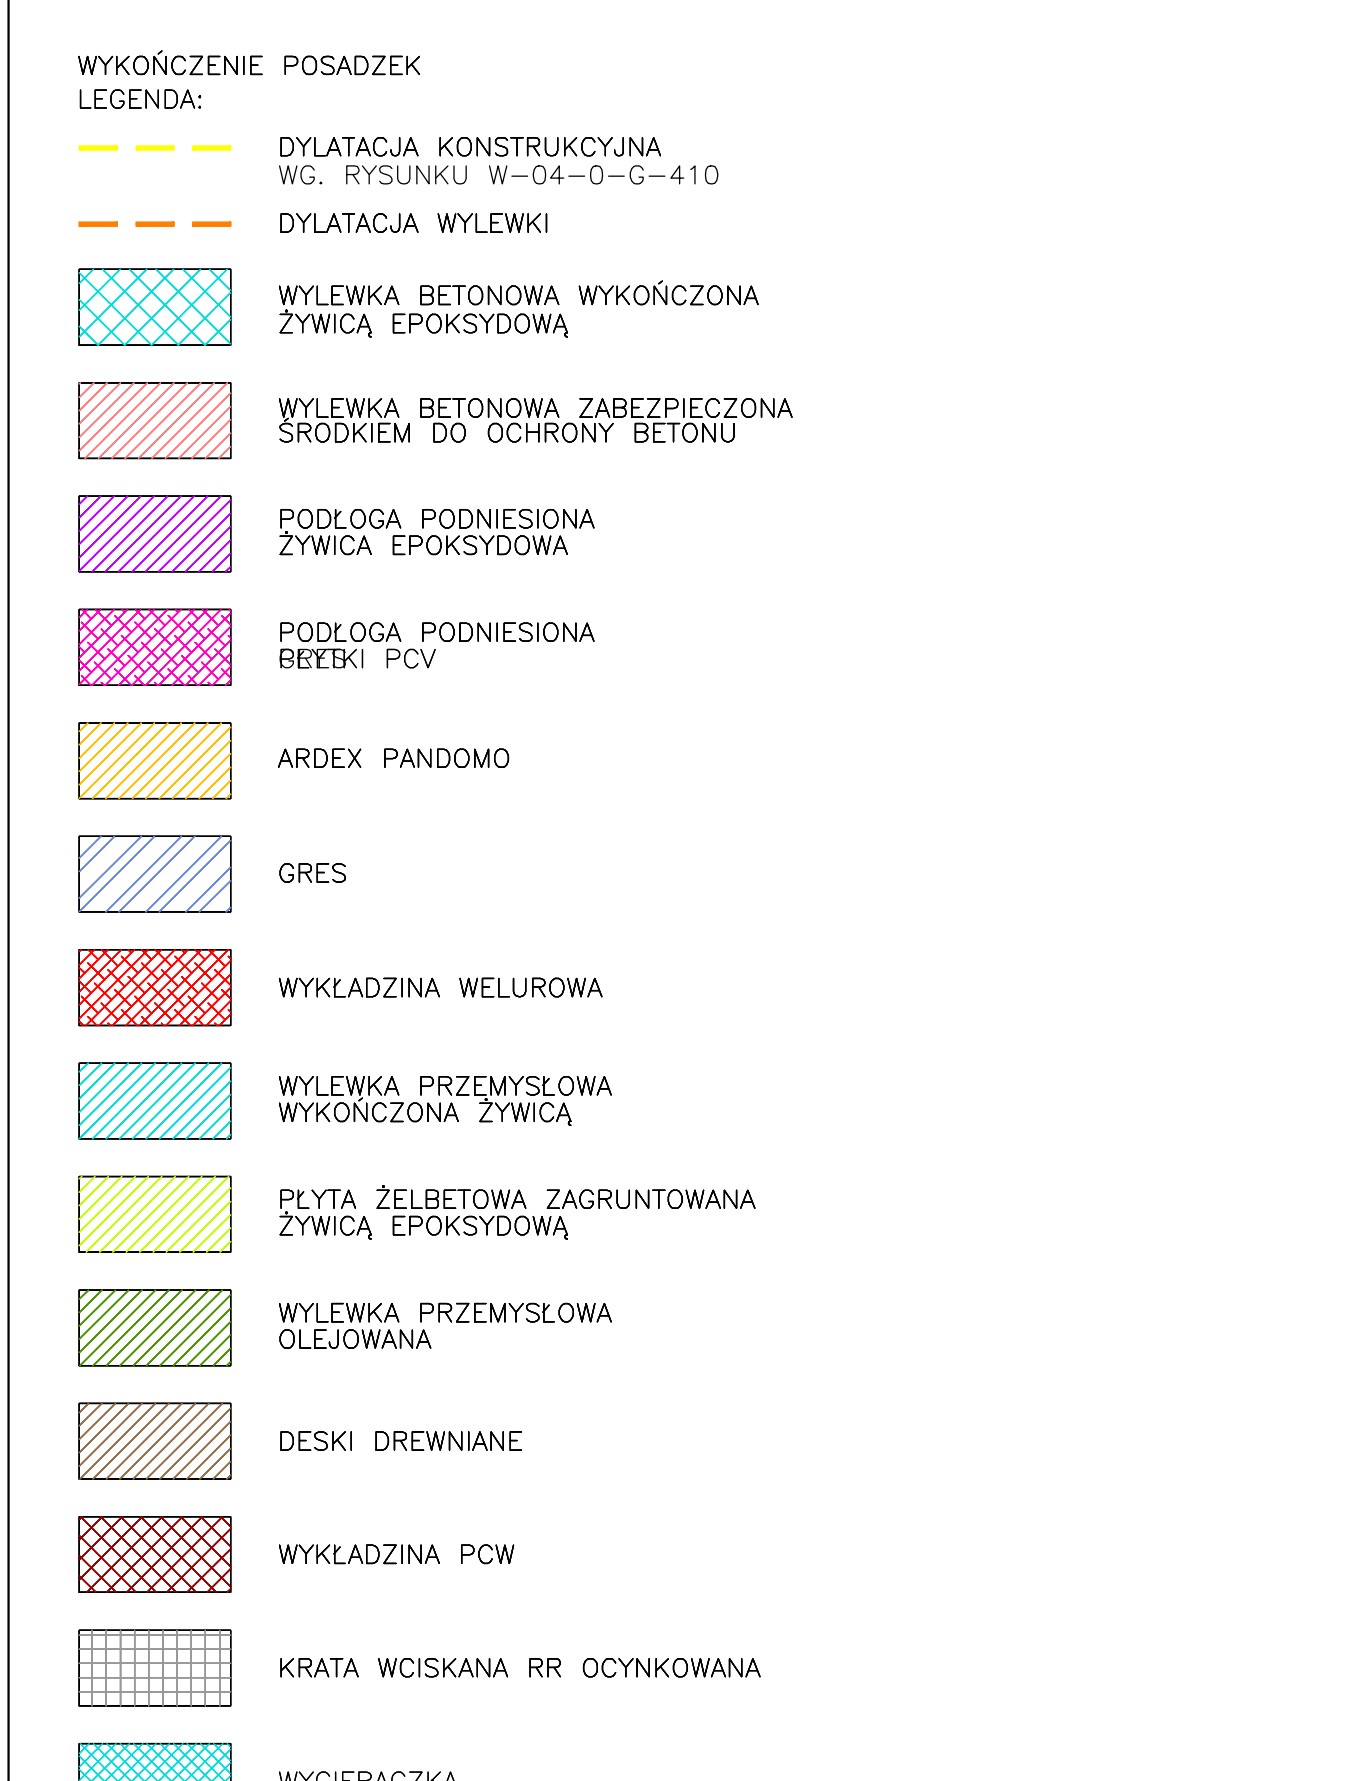 WYKOŃCZENIE POSADZEK
LEGENDA:
DYLATACJA KONSTRUKCYJNA
WG. RYSUNKU W-04-0-G-410
DYLATACJA WYLEWKI
WYLEWKA BETONOWA WYKOŃCZONA
ŻYWICĄ EPOKSYDOWĄ
WYLEWKA BETONOWA ZABEZPIECZONA
ŚRODKIEM DO OCHRONY BETONU
PODŁOGA PODNIESIONA
ŻYWICA EPOKSYDOWA
PODŁOGA PODNIESIONA
PCV
ARDEX PANDOMO
GRES
WYKŁADZINA WELUROWA
WYLEWKA PRZEMYSŁOWA
WYKOŃCZONA ŻYWICĄ
PŁYTA ŻELBETOWA ZAGRUNTOWANA
ŻYWICĄ EPOKSYDOWĄ
WYLEWKA PRZEMYSŁOWA
OLEJOWANA
DESKI DREWNIANE
WYKŁADZINA PCW
KRATA WCISKANA RR OCYNKOWANA
WYCIERACZKA